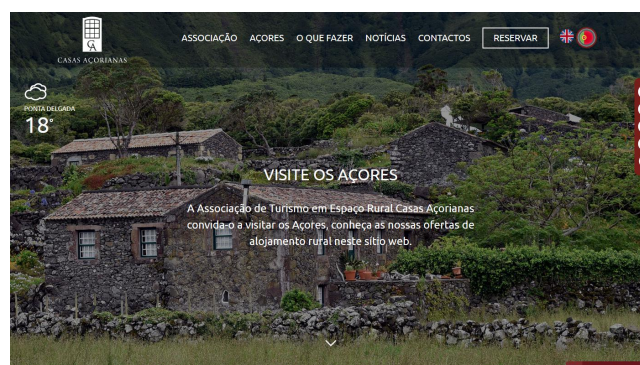 CASAS AÇORIANAS
ASSOCIAÇÃO AÇORES O QUE FAZER NOTÍCIAS CONTACTOS RESERVAR
PONTA DELGADA
18°
VISITE OS AÇORES
A Associação de Turismo em Espaço Rural Casas Açorianas
convida-o a visitar os Açores, conheça as nossas ofertas de
alojamento rural neste sítio web.